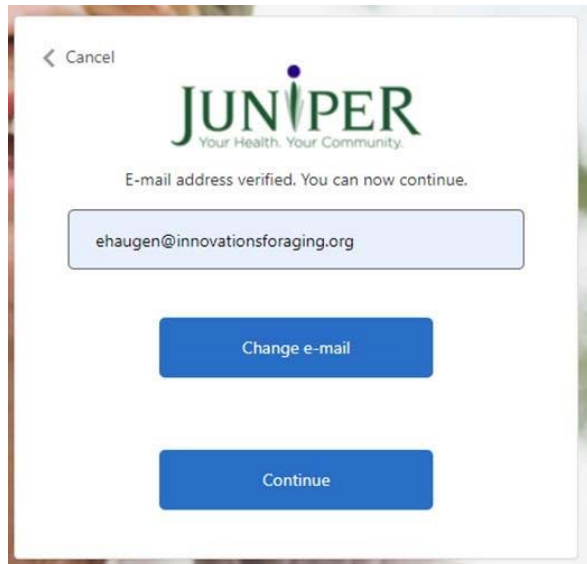 Cancel
JUNIPER
Your Health. Your Community.
E-mail address verified. You can now continue.
ehaugen@innovationsforaging.org
Change e-mail
Continue